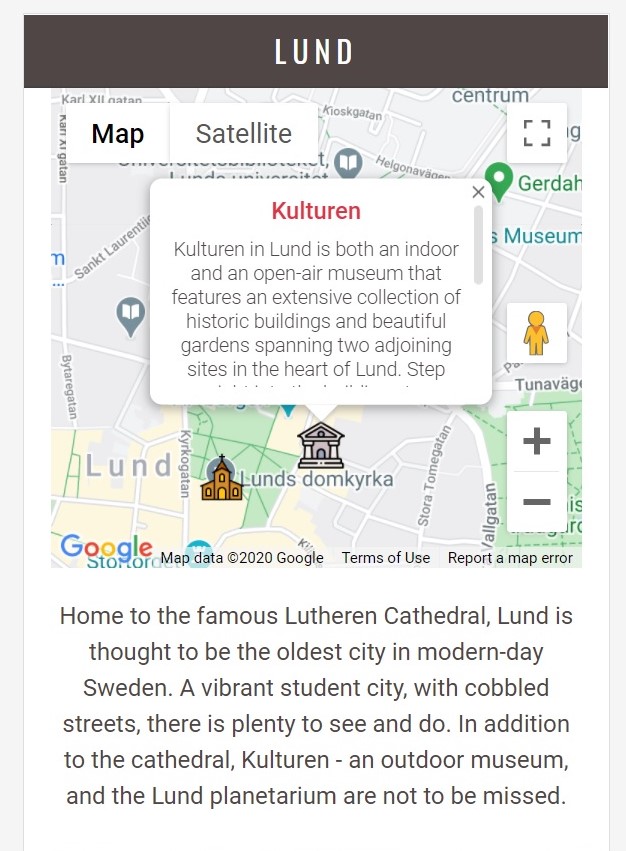 LUND
Karl XII gatan
centrum
Map
Satellite
Kioskgatan
Karl XI gatan
Universitetsbiblioteket,
Lunds universitet
Helgonavägen
Gerdah
Kulturen
s Museum
Kulturen in Lund is both an indoor
and an open-air museum that
features an extensive collection of
historic buildings and beautiful
gardens spanning two adjoining
sites in the heart of Lund. Step
Sankt Laurentii
Bytaregatan
Tunaväge
Kyrkogatan
Lund
Lunds domkyrka
Stora Tomegatan
Vallgatan
Google
Stortorg
Map data ©2020 Google
Terms of Use
Report a map error
Home to the famous Lutheren Cathedral, Lund is
thought to be the oldest city in modern-day
Sweden. A vibrant student city, with cobbled
streets, there is plenty to see and do. In addition
to the cathedral, Kulturen - an outdoor museum,
and the Lund planetarium are not to be missed.